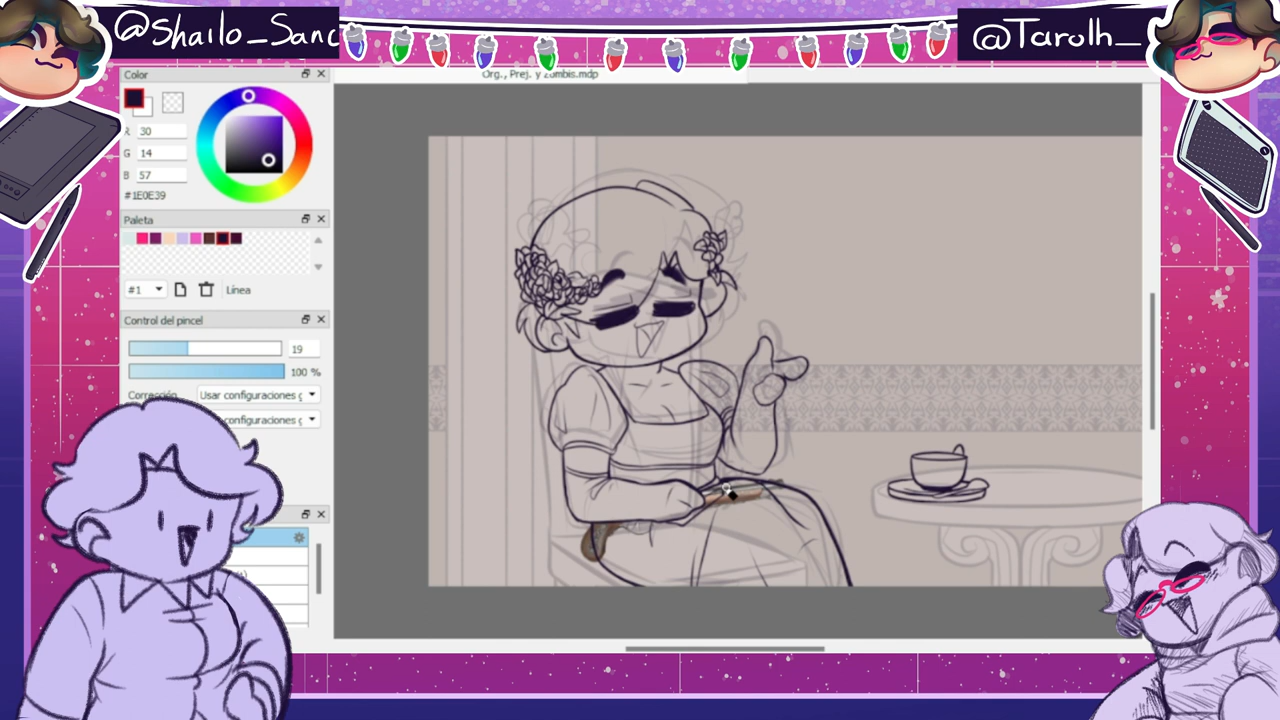 @Shailo_Sanc
@Tarolh_
Org., Prej. y zombis.mdp
Color
R 30
G 14
B 57
#1E0E39
Paleta
#1
Línea
Control del pincel
19
100 %
Corrección
Usar configuraciones g
configuraciones g